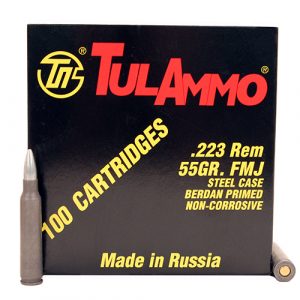 TULAMMO
100 CARTRIDGES
.223 Rem
55GR. FMJ
STEEL CASE
BERDAN PRIMED
NON-CORROSIVE
Made in Russia